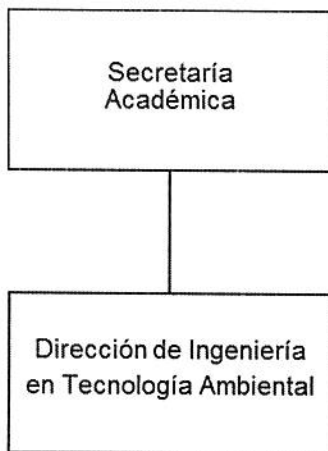 Secretaría
Académica
Dirección de Ingeniería
en Tecnología Ambiental